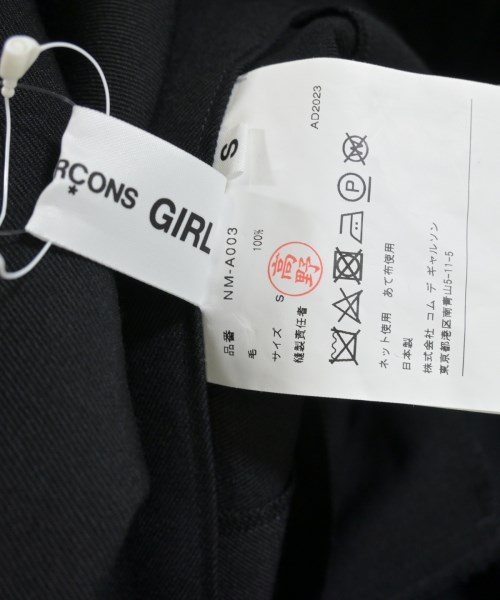 RCONS GIRL
*
S
品番 NM-A003
毛 100%
サイズ S
縫製責任者
高野
ネット使用 あて布使用
日本製
株式会社 コム デ ギャルソン
東京都港区南青山5-11-5
AD2023
P
W